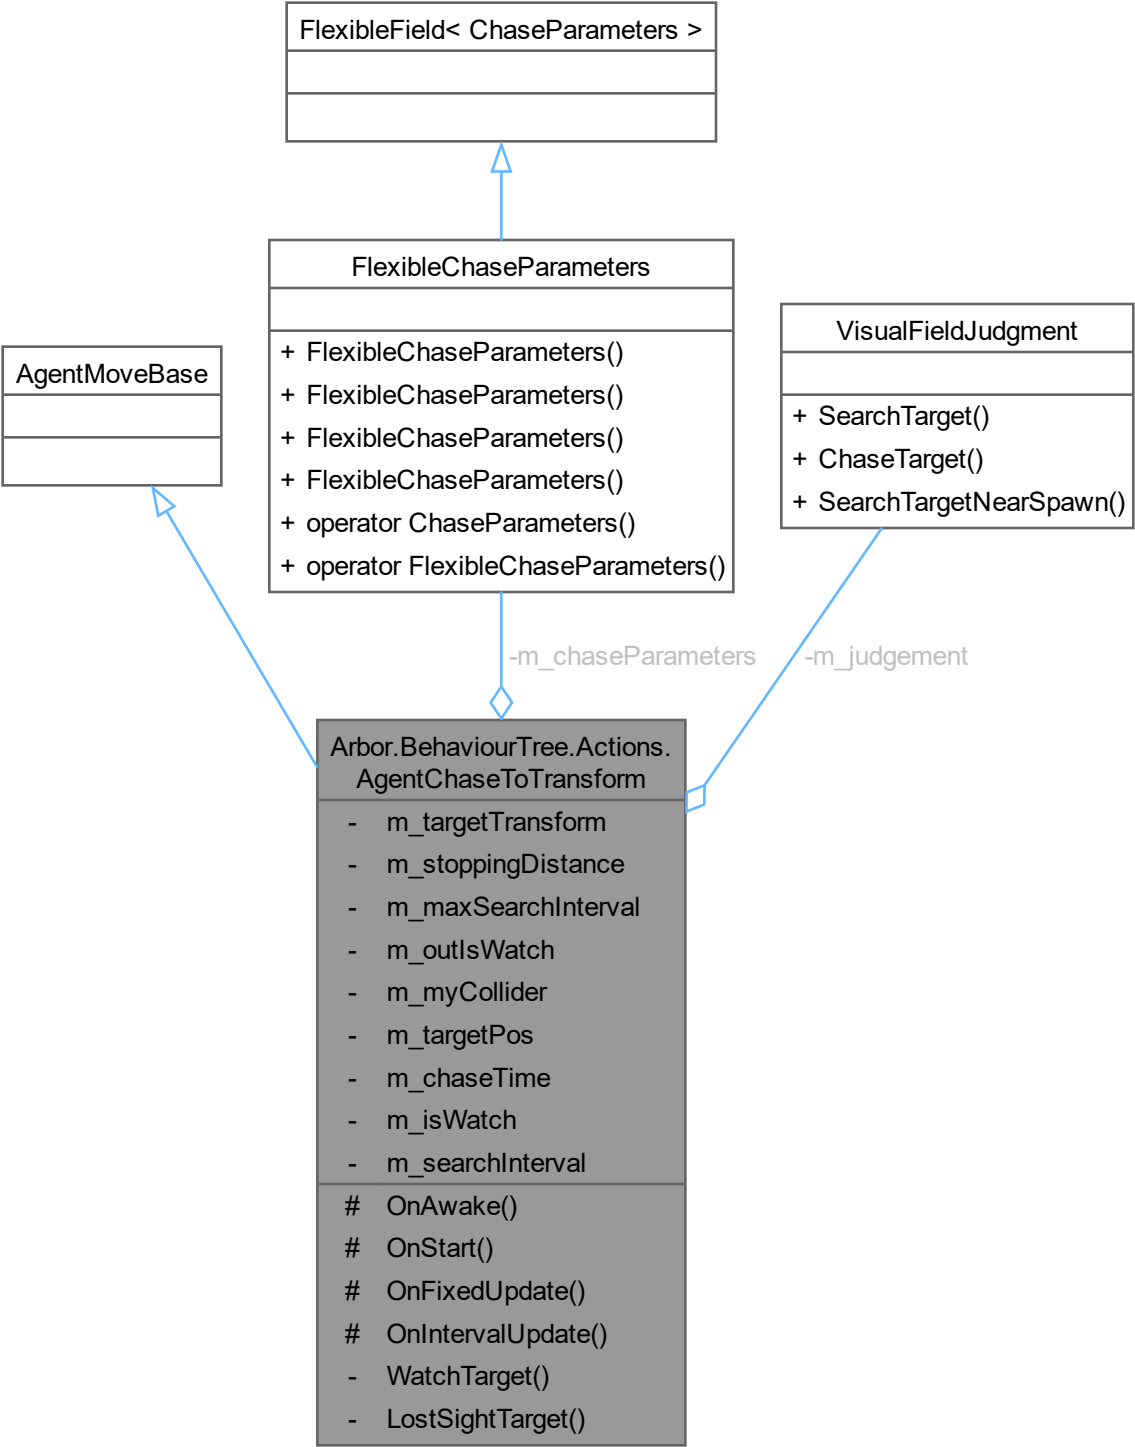 FlexibleField< ChaseParameters >
FlexibleChaseParameters
+ FlexibleChaseParameters()
+ FlexibleChaseParameters()
+ FlexibleChaseParameters()
+ FlexibleChaseParameters()
+ operator ChaseParameters()
+ operator FlexibleChaseParameters()
VisualFieldJudgment
+ SearchTarget()
+ ChaseTarget()
+ SearchTargetNearSpawn()
AgentMoveBase
-m_chaseParameters
-m_judgement
Arbor.BehaviourTree.Actions.
AgentChaseToTransform
- m_targetTransform
- m_stoppingDistance
- m_maxSearchInterval
- m_outIsWatch
- m_myCollider
- m_targetPos
- m_chaseTime
- m_isWatch
- m_searchInterval
# OnAwake()
# OnStart()
# OnFixedUpdate()
# OnIntervalUpdate()
- WatchTarget()
- LostSightTarget()